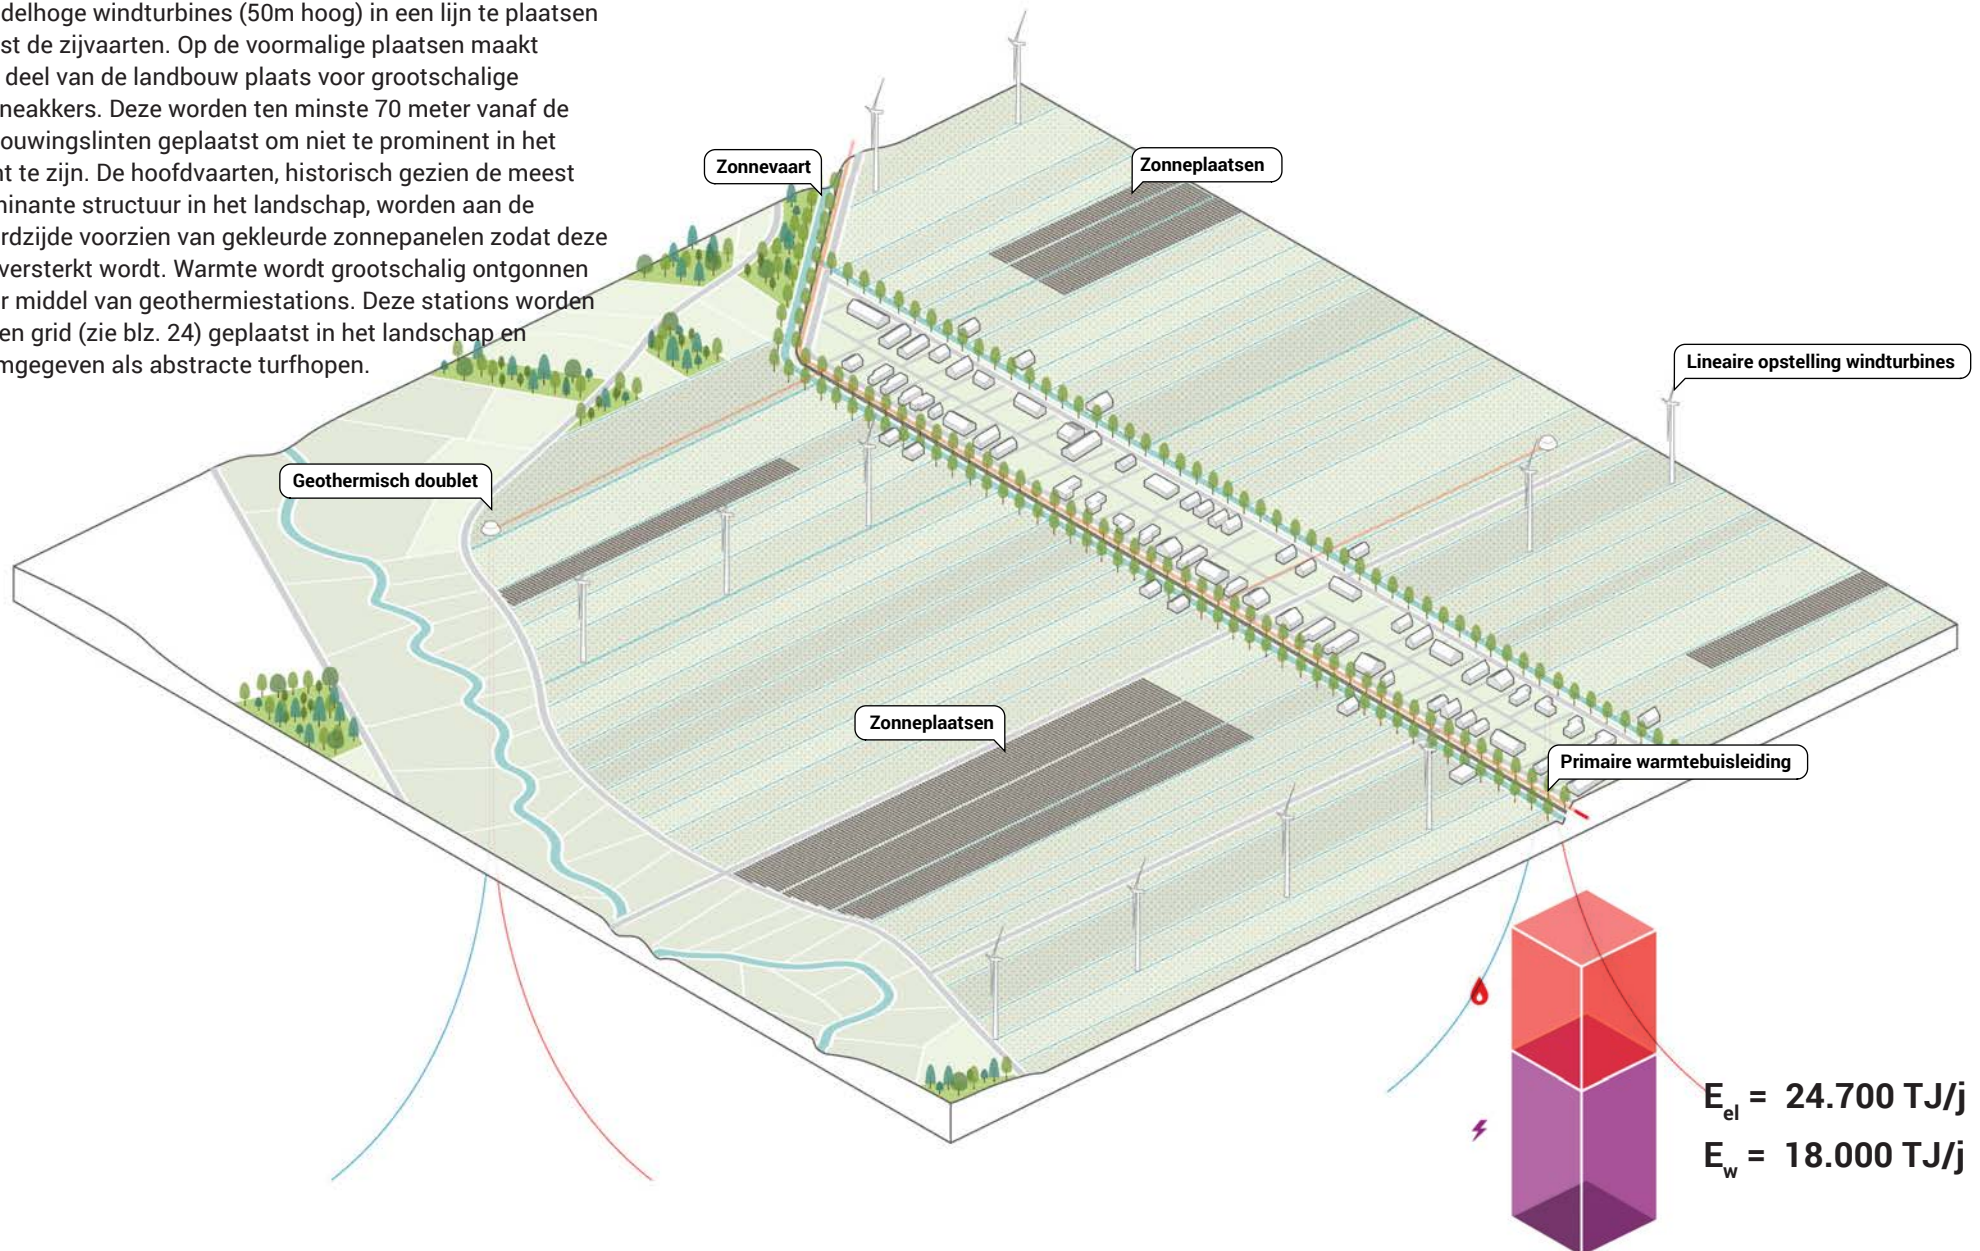 delhoge windturbines (50m hoog) in een lijn te plaatsen
st de zijvaarten. Op de voormalige plaatsen maakt
deel van de landbouw plaats voor grootschalige
neakkers. Deze worden ten minste 70 meter vanaf de
ouwingslinten geplaatst om niet te prominent in het
t te zijn. De hoofdvaarten, historisch gezien de meest
inante structuur in het landschap, worden aan de
rdzijde voorzien van gekleurde zonnepanelen zodat deze
versterkt wordt. Warmte wordt grootschalig ontgonnen
r middel van geothermiestations. Deze stations worden
en grid (zie blz. 24) geplaatst in het landschap en
mgegeven als abstracte turfhopen.
Zonnevaart
Zonneplaatsen
Lineaire opstelling windturbines
Geothermisch doublet
Zonneplaatsen
Primaire warmtebuisleiding
E_el = 24.700 TJ/j
E_w = 18.000 TJ/j